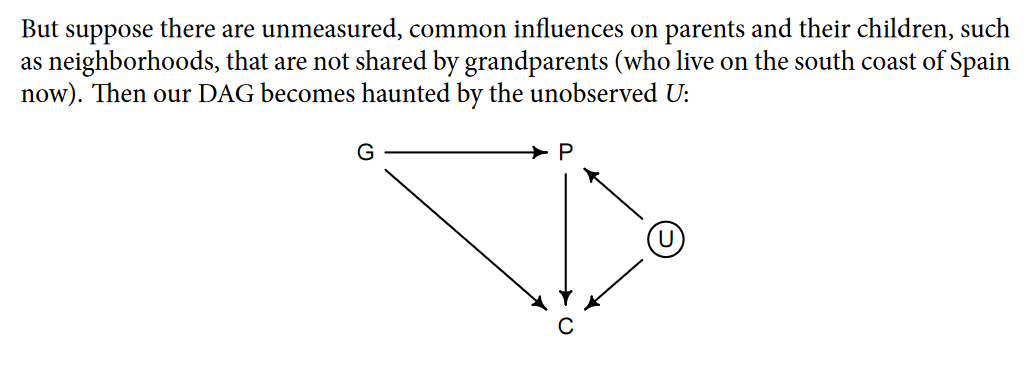 But suppose there are unmeasured, common influences on parents and their children, such
as neighborhoods, that are not shared by grandparents (who live on the south coast of Spain
now). Then our DAG becomes haunted by the unobserved U:
G
P
U
C